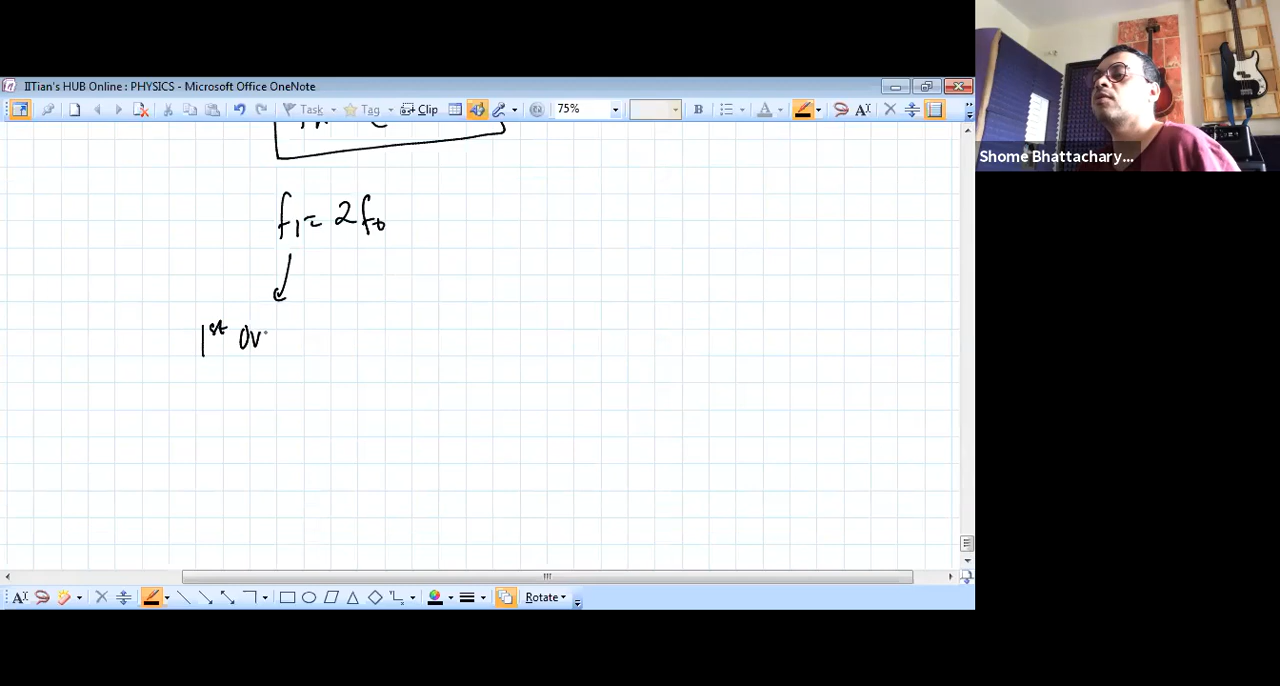 IITian's HUB Online : PHYSICS - Microsoft Office OneNote
Task
Tag
Clip
75%
B
A
Shome Bhattachary...
f₁ = 2f₀
1st Ov
Rotate